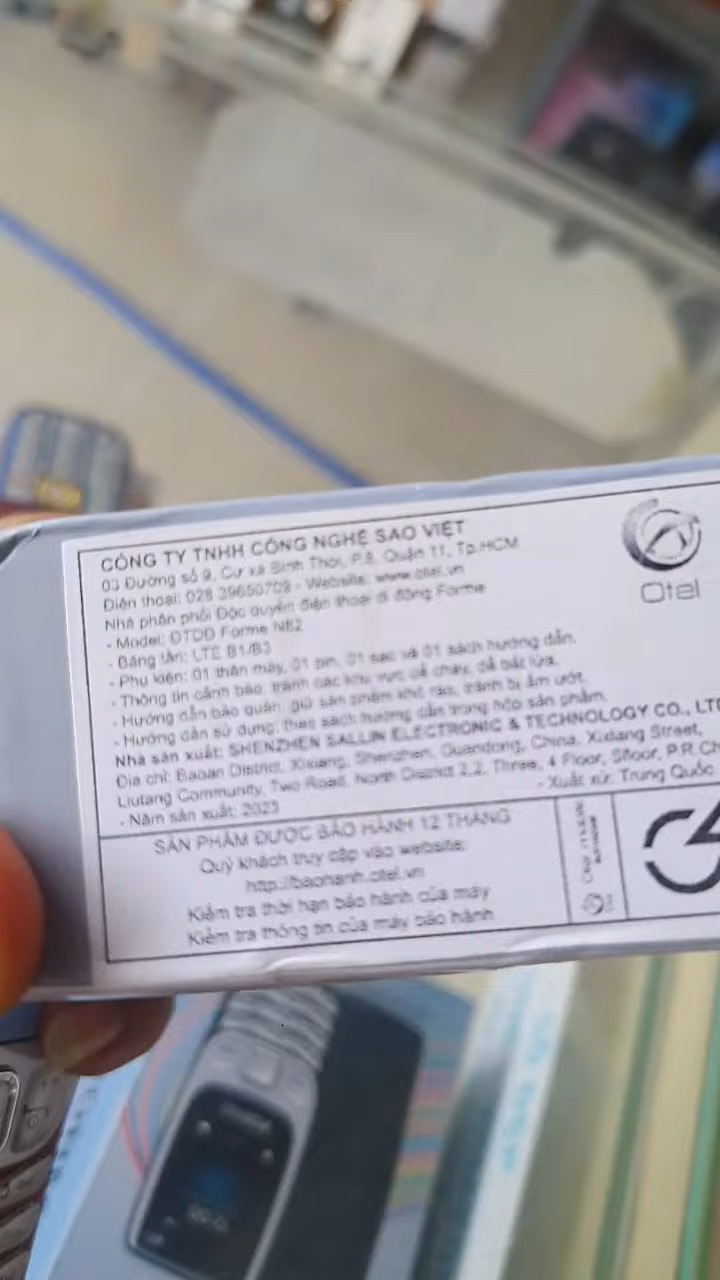 CÔNG TY TNHH CÔNG NGHỆ SAO VIỆT
03 Đường số 9, Cư xá Bình Thới, P.8, Quận 11, Tp.HCM
Điện thoại: 028 39650709 - Website: www.otel.vn
Nhà phân phối Độc quyền điện thoại di động Forme
- Model: ĐTDĐ Forme N82
- Băng tần: LTE B1/B3
- Phụ kiện: 01 thân máy, 01 pin, 01 sạc và 01 sách hướng dẫn.
- Thông tin cảnh báo: tránh các khu vực dễ cháy, dễ bắt lửa.
- Hướng dẫn bảo quản: giữ sản phẩm khô ráo, tránh bị ẩm ướt.
- Hướng dẫn sử dụng: theo sách hướng dẫn trong hộp sản phẩm.
Nhà sản xuất: SHENZHEN SALLIN ELECTRONIC & TECHNOLOGY CO., LTD
Địa chỉ: Baoan District, Xixiang, Shenzhen, Guandong, China, Xidang Street,
Liutang Community, Two Road, North District 2.2, Three, 4 Floor, Sfloor, P.R.Ch
- Năm sản xuất: 2023
- Xuất xứ: Trung Quốc
Otel
SẢN PHẨM ĐƯỢC BẢO HÀNH 12 THÁNG
Quý khách truy cập vào website:
http://baohanh.otel.vn
Kiểm tra thời hạn bảo hành của máy
Kiểm tra thông tin của máy bảo hành